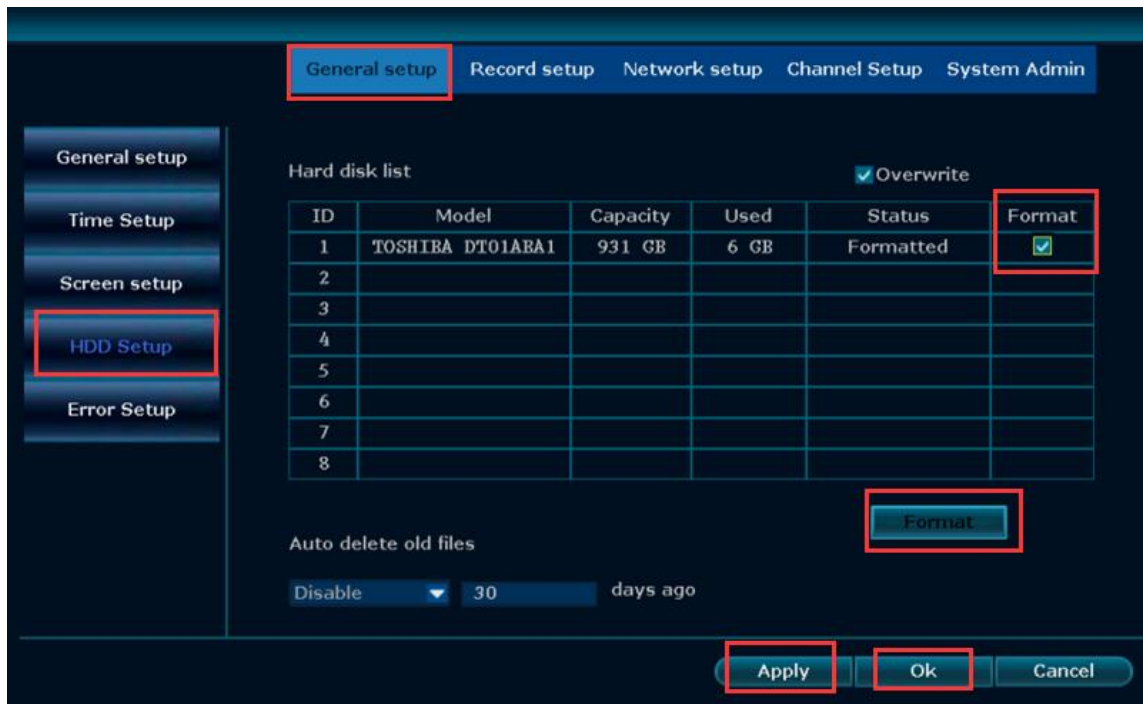 General setup Record setup Network setup Channel Setup System Admin
General setup
Time Setup
Screen setup
HDD Setup
Error Setup
Hard disk list Overwrite
ID Model Capacity Used Status Format
1 TOSHIBA DT01ABA1 931 GB 6 GB Formatted
2
3
4
5
6
7
8
Format
Auto delete old files
Disable 30 days ago
Apply Ok Cancel